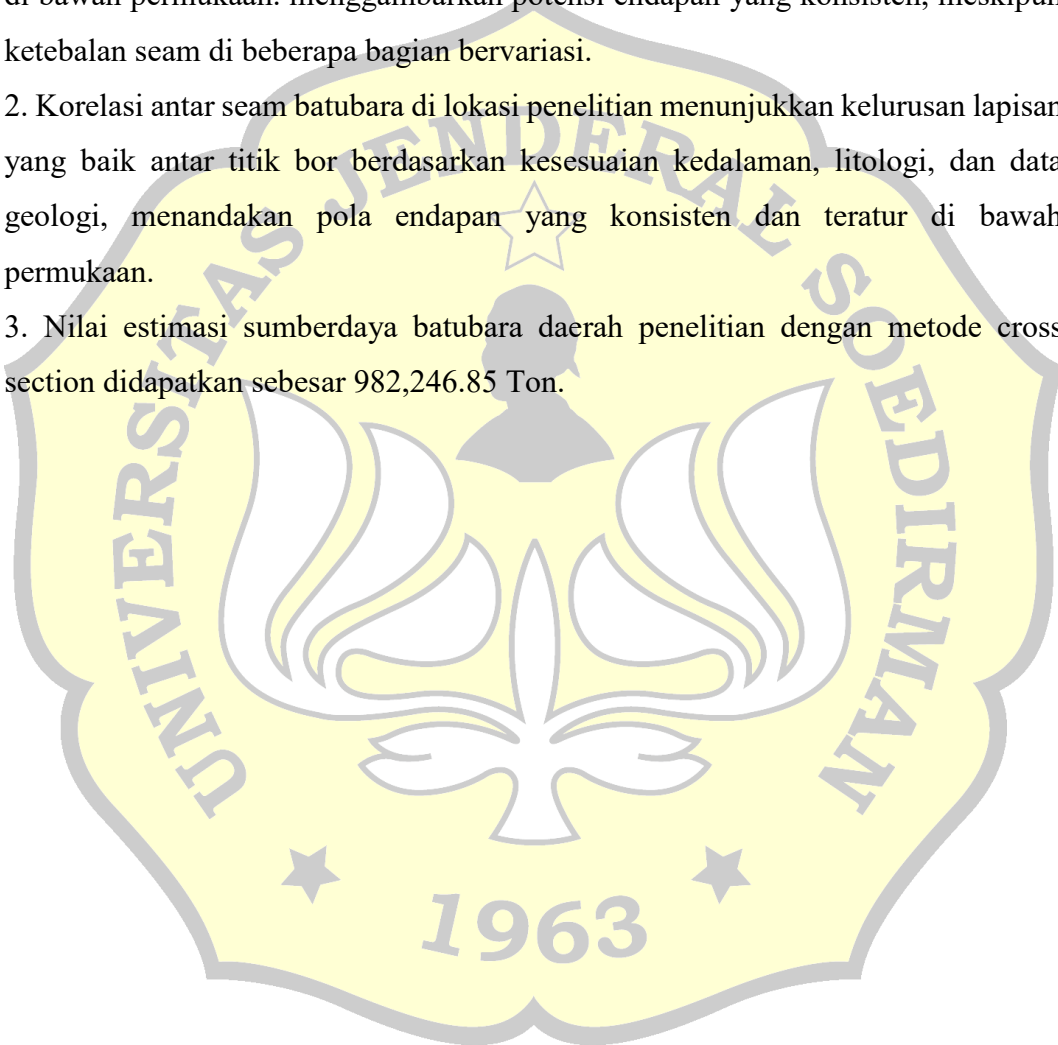 di bawah permukaan. menggambarkan potensi endapan yang konsisten, meskipun
ketebalan seam di beberapa bagian bervariasi.
2. Korelasi antar seam batubara di lokasi penelitian menunjukkan kelurusan lapisan
yang baik antar titik bor berdasarkan kesesuaian kedalaman, litologi, dan data
geologi, menandakan pola endapan yang konsisten dan teratur di bawah
permukaan.
3. Nilai estimasi sumberdaya batubara daerah penelitian dengan metode cross
section didapatkan sebesar 982,246.85 Ton.
UNIVERSITAS JENDERAL SOEDIRMAN
1963